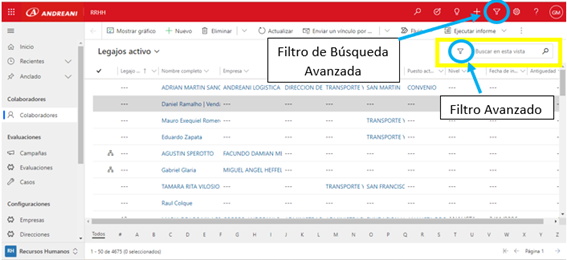 ANDREANI RRHH GM
Mostrar gráfico + Nuevo Eliminar Actualizar Enviar un vínculo por ... Flujo Ejecutar informe
Inicio
Recientes
Anclado
Colaboradores
Colaboradores
Evaluaciones
Campañas
Evaluaciones
Casos
Configuraciones
Empresas
Direcciones
RH Recursos Humanos
Legajos activo
Filtro de Búsqueda
Avanzada
Buscar en esta vista
Filtro Avanzado
Legajo ... Nombre completo Empresa Puesto act... Nivel Fecha de in... Antigüedad
--- ADRIAN MARTIN SANC ANDREANI LOGISTICA DIRECCION DE TRANSPORTE SAN MARTIN CONVENIO --- --- ---
--- Daniel Ramalho | Vend ---
--- Mauro Exequiel Romer --- TRANSPORTE
--- Eduardo Zapata --- TRANSPORTE
--- AGUSTIN SPEROTTO FACUNDO DAMIAN MI --- --- --- --- --- --- ---
--- Gabriel Glaria MIGUEL ANGEL HEFFEL --- --- --- --- --- --- ---
--- TAMARA RITA VILOSIO --- --- TRANSPORTE SAN FRANCISC --- --- --- ---
--- Raul Colque --- --- --- --- --- --- --- ---
Todos # A B C D E F G H I J K L M N O P Q R S T U V W X Y Z
1 - 50 de 4675 (0 seleccionados) Página 1